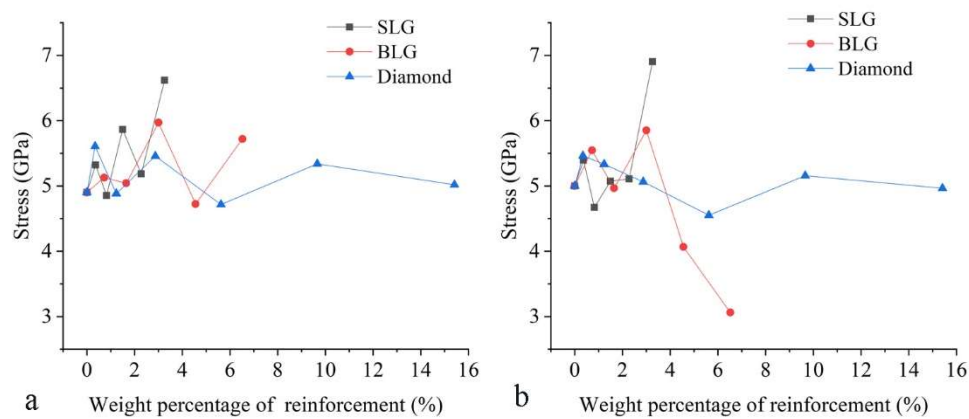 SLG
BLG
Diamond
7
6
5
4
3
Stress (GPa)
0 2 4 6 8 10 12 14 16
Weight percentage of reinforcement (%)
a
SLG
BLG
Diamond
7
6
5
4
3
Stress (GPa)
0 2 4 6 8 10 12 14 16
Weight percentage of reinforcement (%)
b